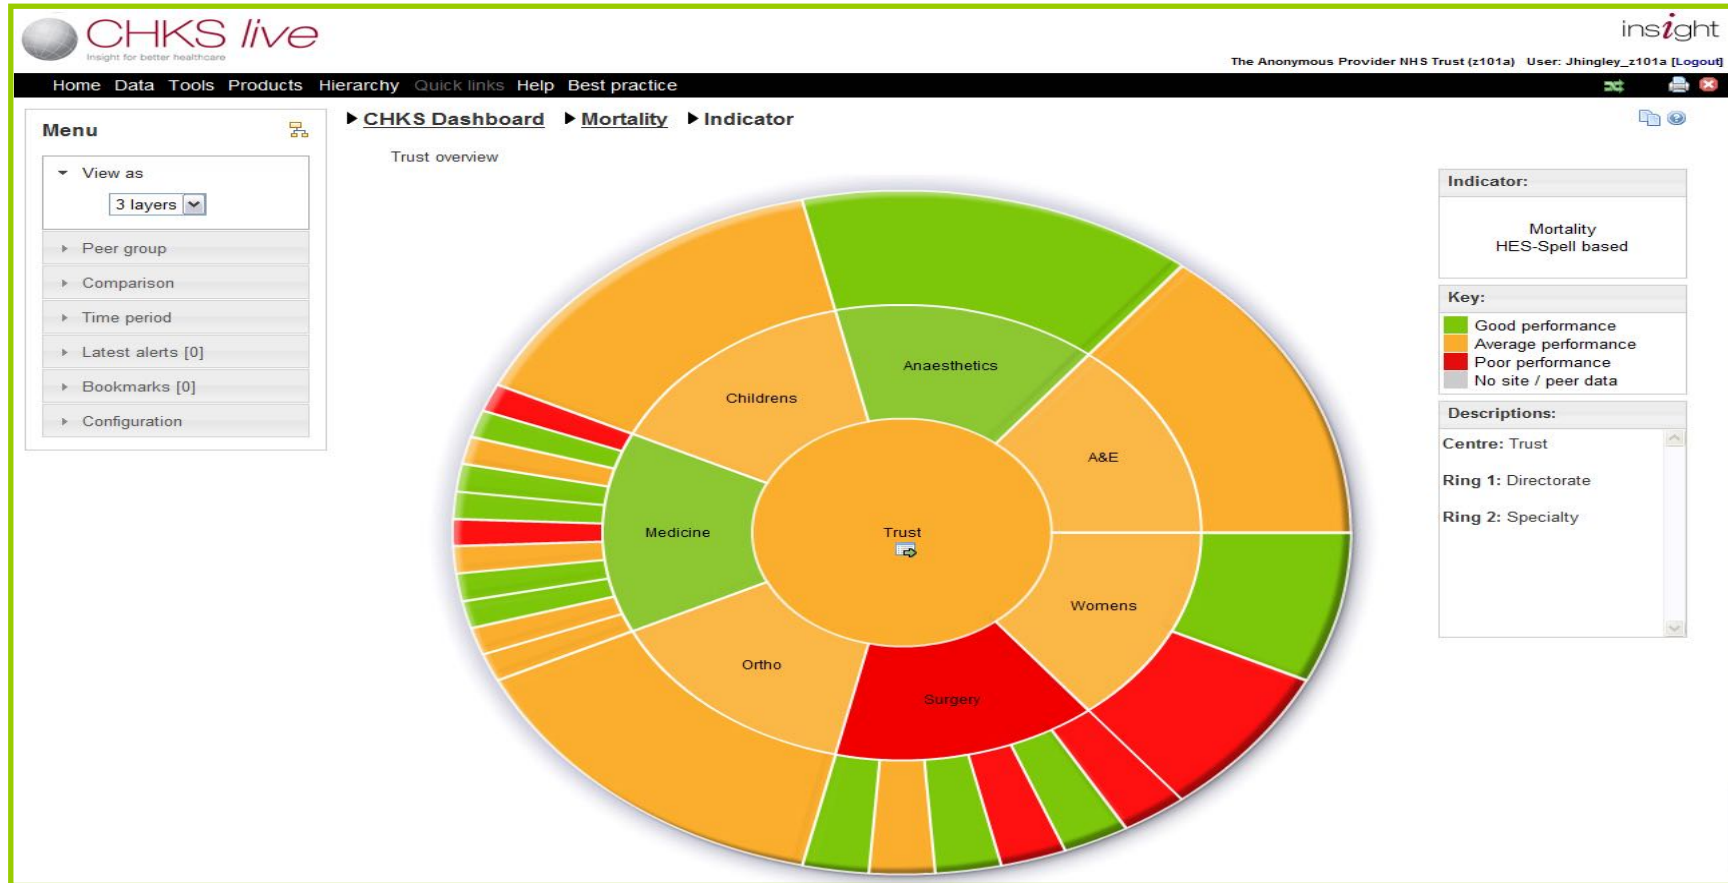 CHKS live
Insight for better healthcare
insight
The Anonymous Provider NHS Trust (z101a) User: Jhingley_z101a [Logout]
Home Data Tools Products Hierarchy Quick links Help Best practice
Menu
View as
3 layers
Peer group
Comparison
Time period
Latest alerts [0]
Bookmarks [0]
Configuration
CHKS Dashboard Mortality Indicator
Trust overview
Anaesthetics
Childrens
A&E
Medicine
Trust
Womens
Ortho
Surgery
Indicator:
Mortality
HES-Spell based
Key:
Good performance
Average performance
Poor performance
No site / peer data
Descriptions:
Centre: Trust
Ring 1: Directorate
Ring 2: Specialty